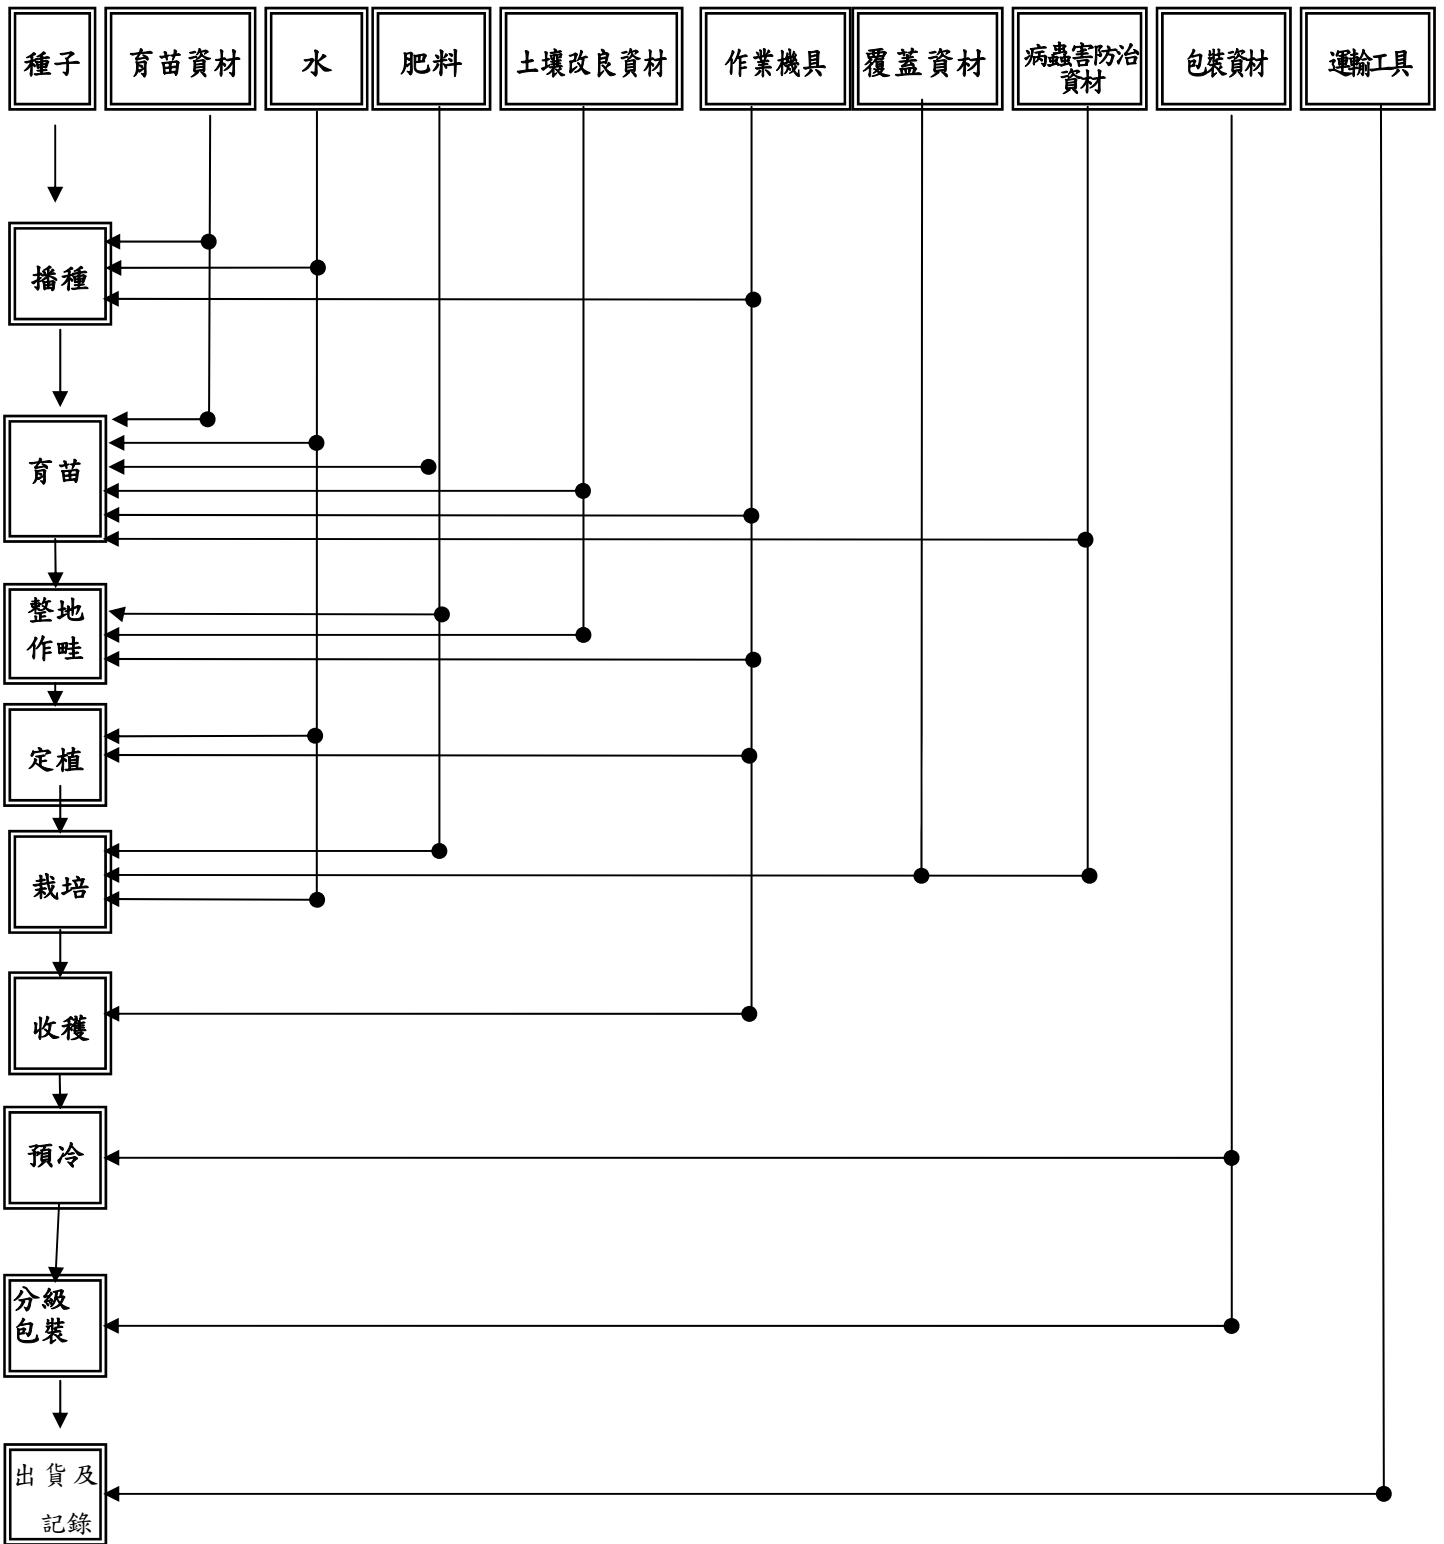 種子
育苗資材
水
肥料
土壤改良資材
作業機具
覆蓋資材
病蟲害防治
資材
包裝資材
運輸工具
播種
育苗
整地
作畦
定植
栽培
收穫
預冷
分級
包裝
出貨及
記錄